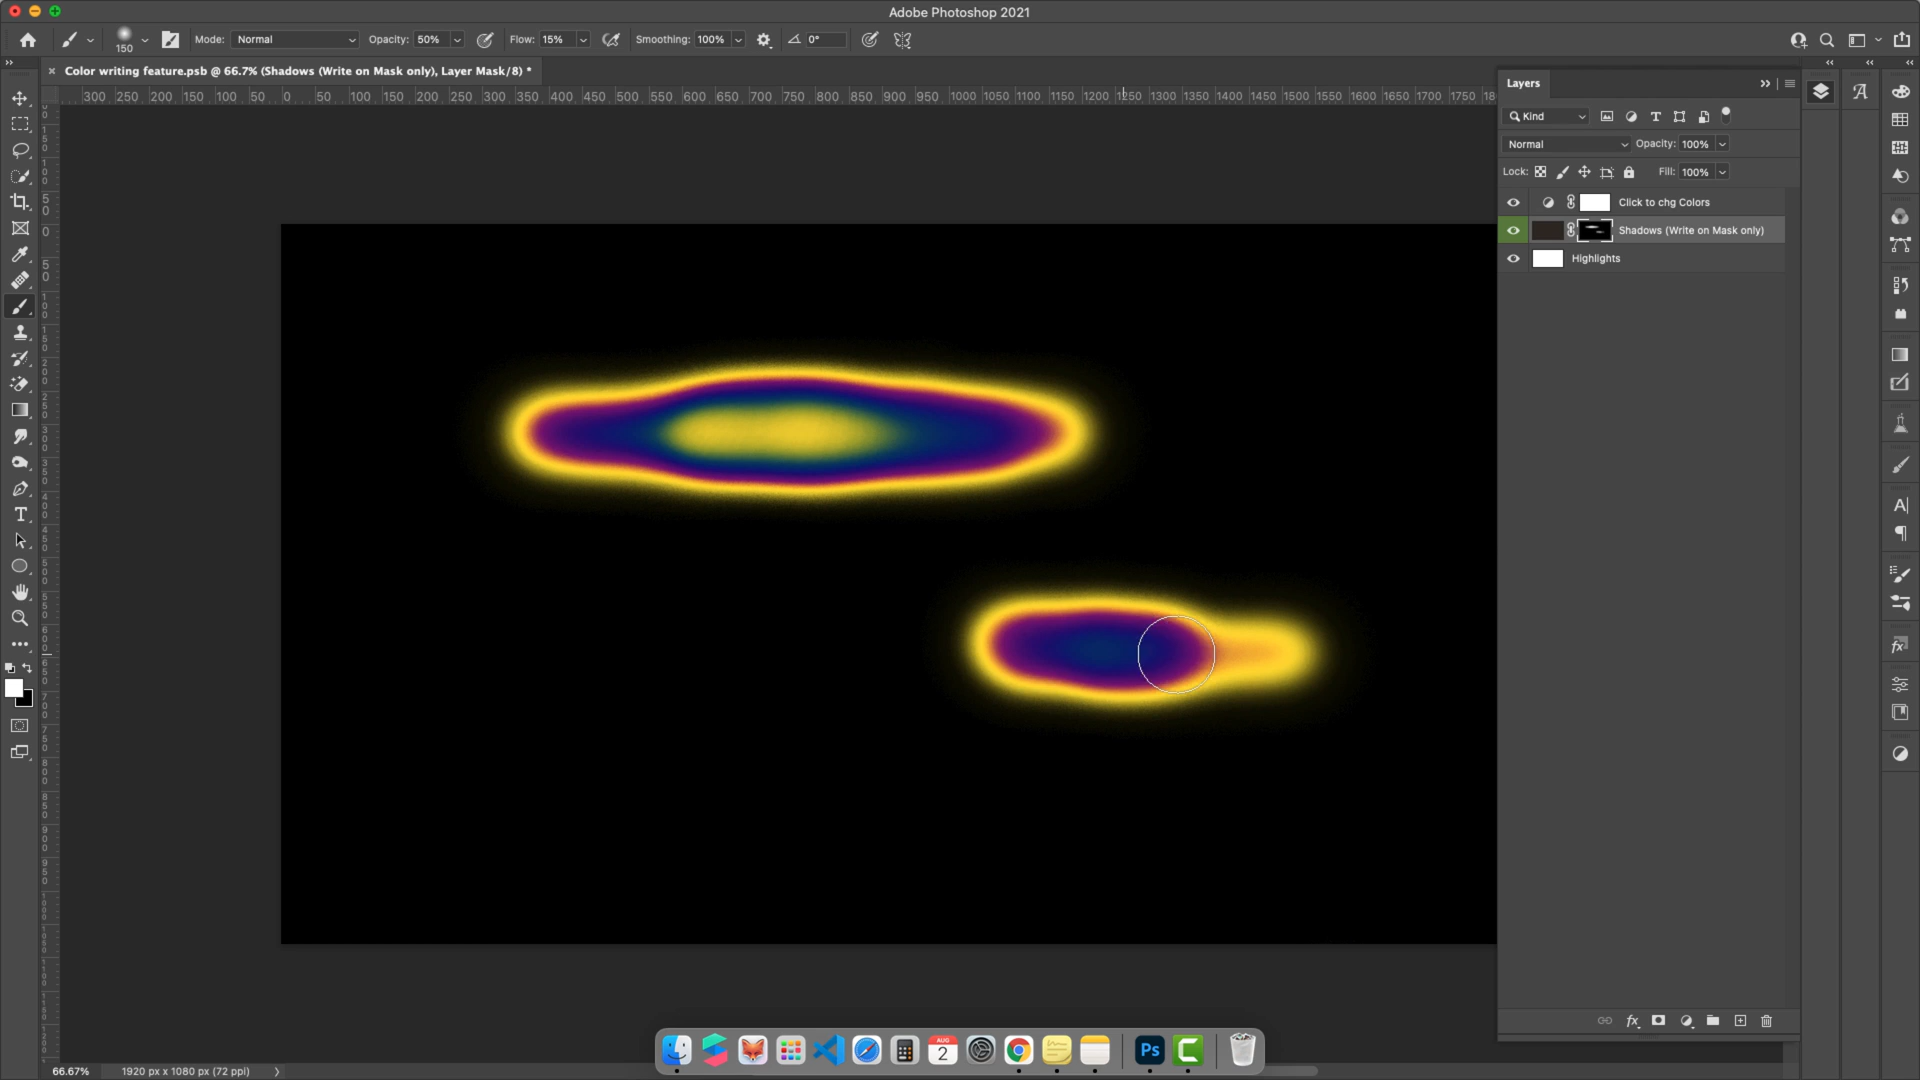 Adobe Photoshop 2021
150
Mode: Normal
Opacity: 50%
Flow: 15%
Smoothing: 100%
0°
× Color writing feature.psb @ 66.7% (Shadows (Write on Mask only), Layer Mask/8) *
300 250 200 150 100 50 0 50 100 150 200 250 300 350 400 450 500 550 600 650 700 750 800 850 900 950 1000 1050 1100 1150 1200 1250 1300 1350 1400 1450 1500 1550 1600 1650 1700 1750
Layers
Kind
Normal
Opacity: 100%
Lock:
Fill: 100%
Click to chg Colors
Shadows (Write on Mask only)
Highlights
fx
AUG
2
Ps
66.67%
1920 px x 1080 px (72 ppi)